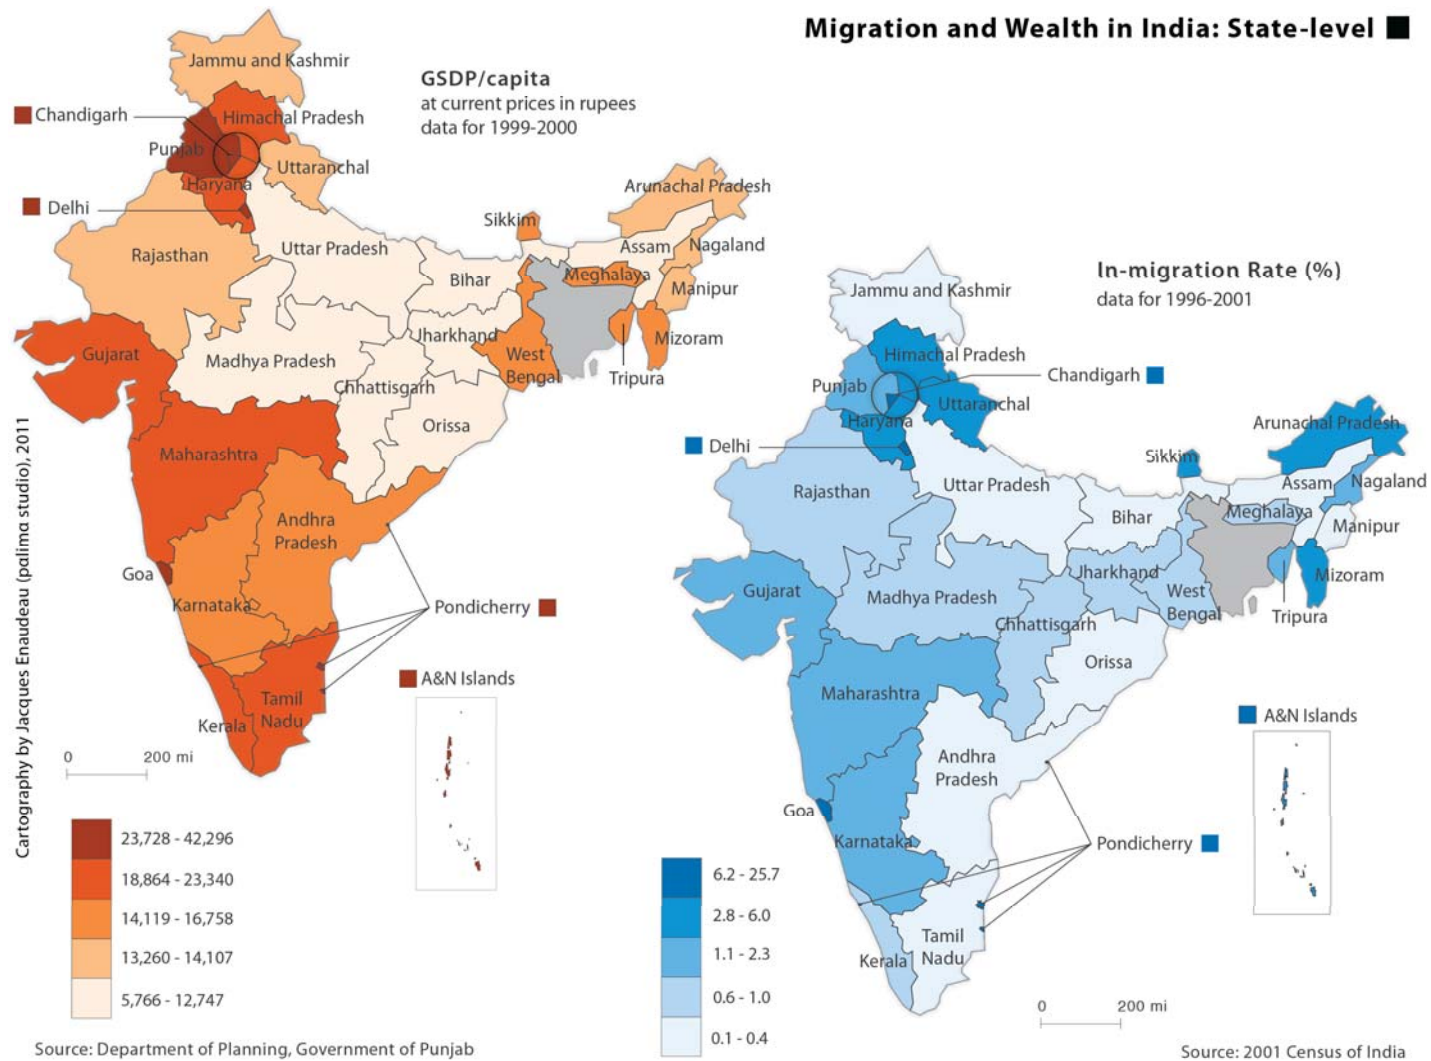 Migration and Wealth in India: State-level
GSDP/capita
at current prices in rupees
data for 1999-2000
Jammu and Kashmir
Chandigarh
Himachal Pradesh
Punjab
Uttaranchal
Haryana
Delhi
Arunachal Pradesh
Sikkim
Rajasthan
Uttar Pradesh
Assam
Nagaland
Bihar
Meghalaya
Manipur
Gujarat
Madhya Pradesh
Jharkhand
West
Bengal
Mizoram
Tripura
Chhattisgarh
Orissa
Maharashtra
Andhra
Pradesh
Goa
Karnataka
Pondicherry
A&N Islands
Tamil
Nadu
Kerala
0 200 mi
23,728 - 42,296
18,864 - 23,340
14,119 - 16,758
13,260 - 14,107
5,766 - 12,747
Source: Department of Planning, Government of Punjab
Cartography by Jacques Enaudeau (palima studio), 2011
In-migration Rate (%)
data for 1996-2001
Jammu and Kashmir
Himachal Pradesh
Chandigarh
Punjab
Uttaranchal
Haryana
Delhi
Arunachal Pradesh
Sikkim
Rajasthan
Uttar Pradesh
Assam
Nagaland
Bihar
Meghalaya
Manipur
Gujarat
Madhya Pradesh
Jharkhand
West
Bengal
Mizoram
Tripura
Chhattisgarh
Orissa
Maharashtra
A&N Islands
Andhra
Pradesh
Goa
Karnataka
Pondicherry
Tamil
Nadu
Kerala
6.2 - 25.7
2.8 - 6.0
1.1 - 2.3
0.6 - 1.0
0.1 - 0.4
0 200 mi
Source: 2001 Census of India